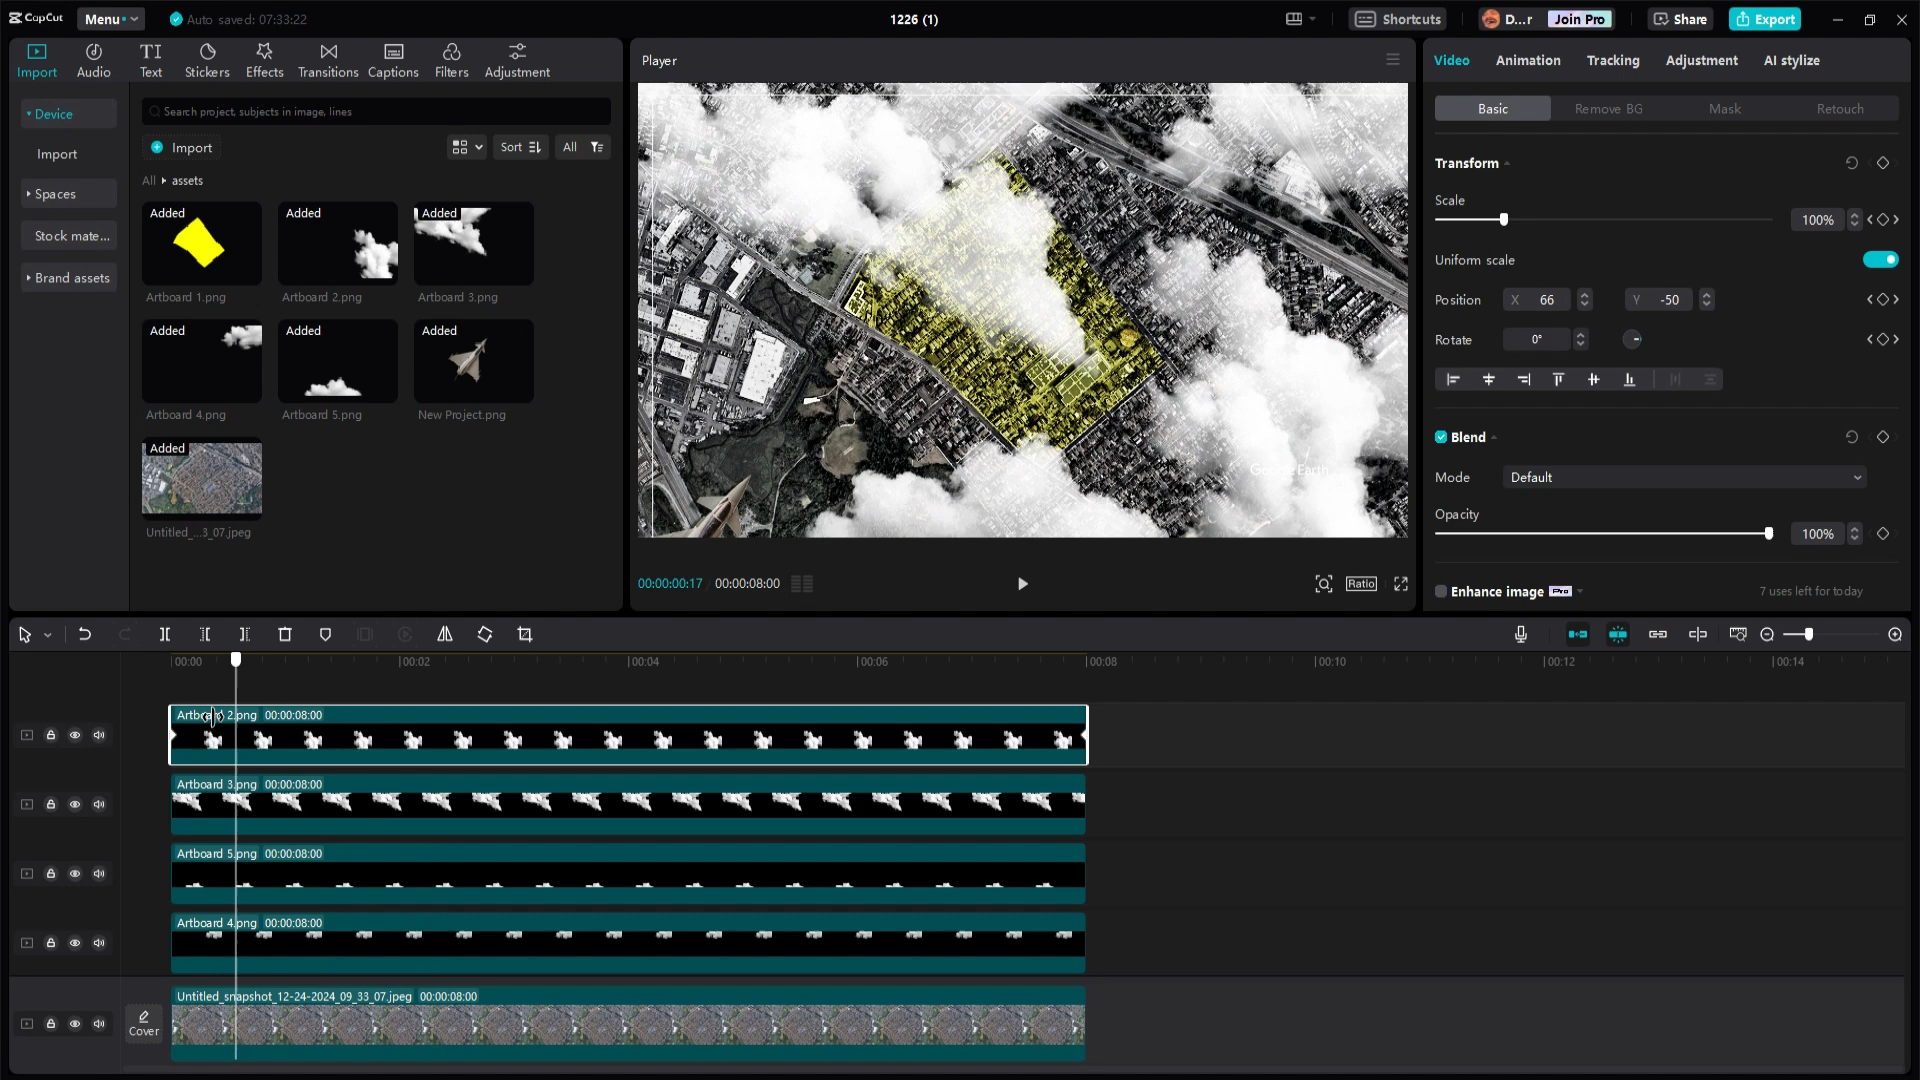 CapCut
Menu
Auto saved: 07:33:22
1226 (1)
Shortcuts
D...r
Join Pro
Share
Export
Import
Audio
TI
Text
Stickers
Effects
Transitions
Captions
Filters
Adjustment
Device
Import
Spaces
Stock mate...
Brand assets
Search project, subjects in image, lines
Import
Sort
All
All
assets
Added
Added
Added
Artboard 1.png
Artboard 2.png
Artboard 3.png
Added
Added
Added
Artboard 4.png
Artboard 5.png
New Project.png
Added
Untitled_...3_07.jpeg
Player
Google Earth
00:00:00:17
00:00:08:00
Ratio
Video
Animation
Tracking
Adjustment
AI stylize
Basic
Remove BG
Mask
Retouch
Transform
Scale
100%
Uniform scale
Position
X 66
Y -50
Rotate
0°
Blend
Mode
Default
Opacity
100%
Enhance image
Pro
7 uses left for today
00:00
00:02
00:04
00:06
00:08
00:10
00:12
00:14
Artboard 2.png 00:00:08:00
Artboard 3.png 00:00:08:00
Artboard 5.png 00:00:08:00
Artboard 4.png 00:00:08:00
Cover
Untitled_snapshot_12-24-2024_09_33_07.jpeg 00:00:08:00